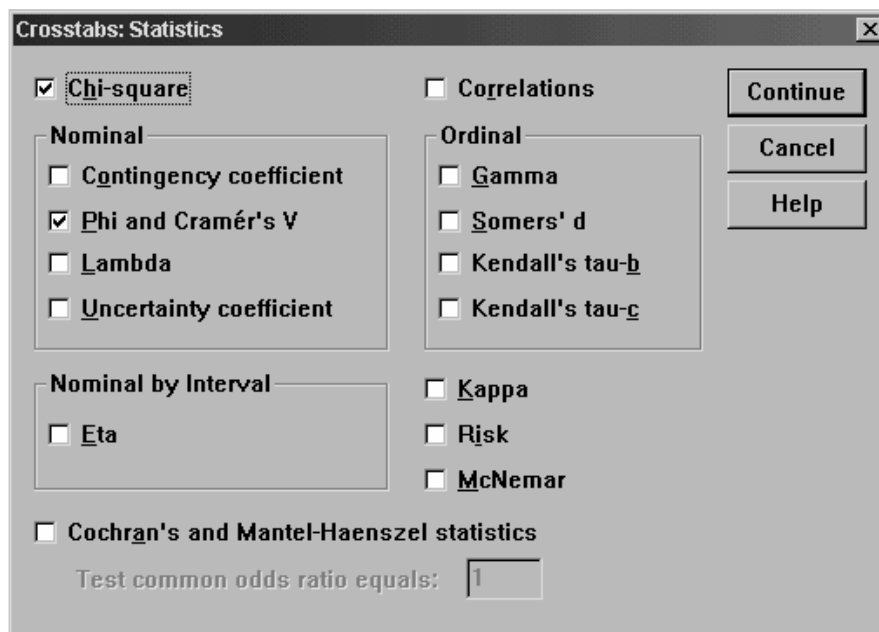 Crosstabs: Statistics
Chi-square
Correlations
Continue
Nominal
Ordinal
Cancel
Contingency coefficient
Gamma
Help
Phi and Cramér's V
Somers' d
Lambda
Kendall's tau-b
Uncertainty coefficient
Kendall's tau-c
Nominal by Interval
Kappa
Eta
Risk
McNemar
Cochran's and Mantel-Haenszel statistics
Test common odds ratio equals: 1